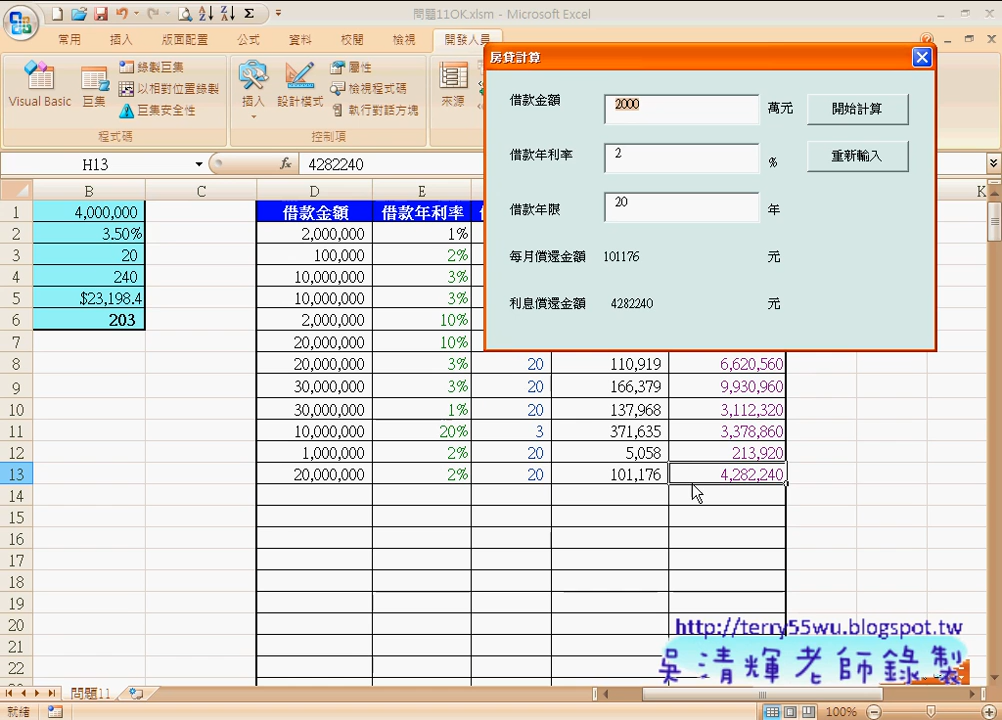 問題11OK.xlsm - Microsoft Excel
常用 插入 版面配置 公式 資料 校閱 檢視 開發人員
Visual Basic
巨集
錄製巨集
以相對位置錄製
巨集安全性
程式碼
插入
設計模式
屬性
檢視程式碼
執行對話方塊
控制項
來源
房貸計算
借款金額 2000 萬元 開始計算
借款年利率 2 % 重新輸入
借款年限 20 年
每月償還金額 101176 元
利息償還金額 4282240 元
H13 fx 4282240
B C D E K
1 4,000,000 借款金額 借款年利率
2 3.50% 2,000,000 1%
3 20 100,000 2%
4 240 10,000,000 3%
5 $23,198.4 10,000,000 3%
6 203 2,000,000 10%
7 20,000,000 10%
8 20,000,000 3% 20 110,919 6,620,560
9 30,000,000 3% 20 166,379 9,930,960
10 30,000,000 1% 20 137,968 3,112,320
11 10,000,000 20% 3 371,635 3,378,860
12 1,000,000 2% 20 5,058 213,920
13 20,000,000 2% 20 101,176 4,282,240
14
15
16
17
18
19
20
21
22
http://terry55wu.blogspot.tw
吳清輝老師錄製
問題11
就緒
100%